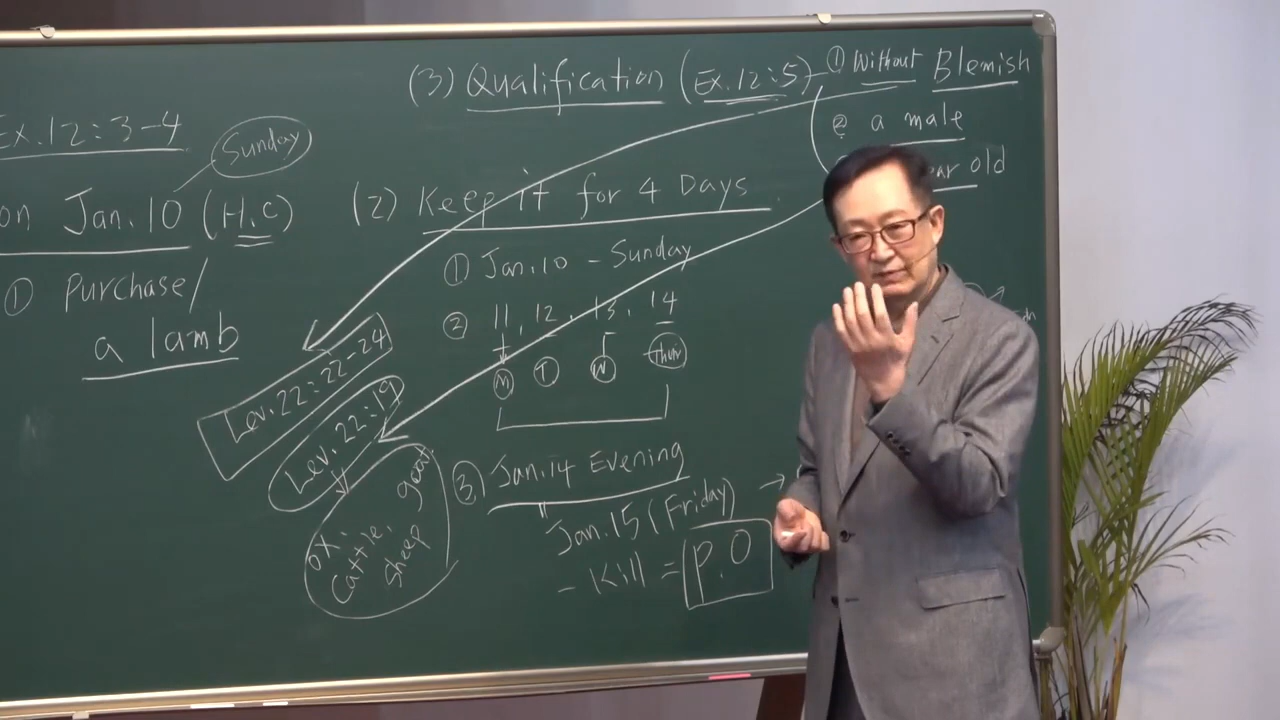 Ex.12:3-4
Sunday
on Jan.10 (H.C)
① Purchase/
a lamb
(3) Qualification (Ex.12:5) - ① Without Blemish
② a male
year old
(2) Keep it for 4 Days
① Jan.10 - Sunday
② 11, 12, 13, 14
M T W Thur
Lev.22:22-24
Lev.22:19
ox,
Cattle, goat
Sheep
③ Jan.14 Evening
"
Jan.15 (Friday)
- Kill = P.O